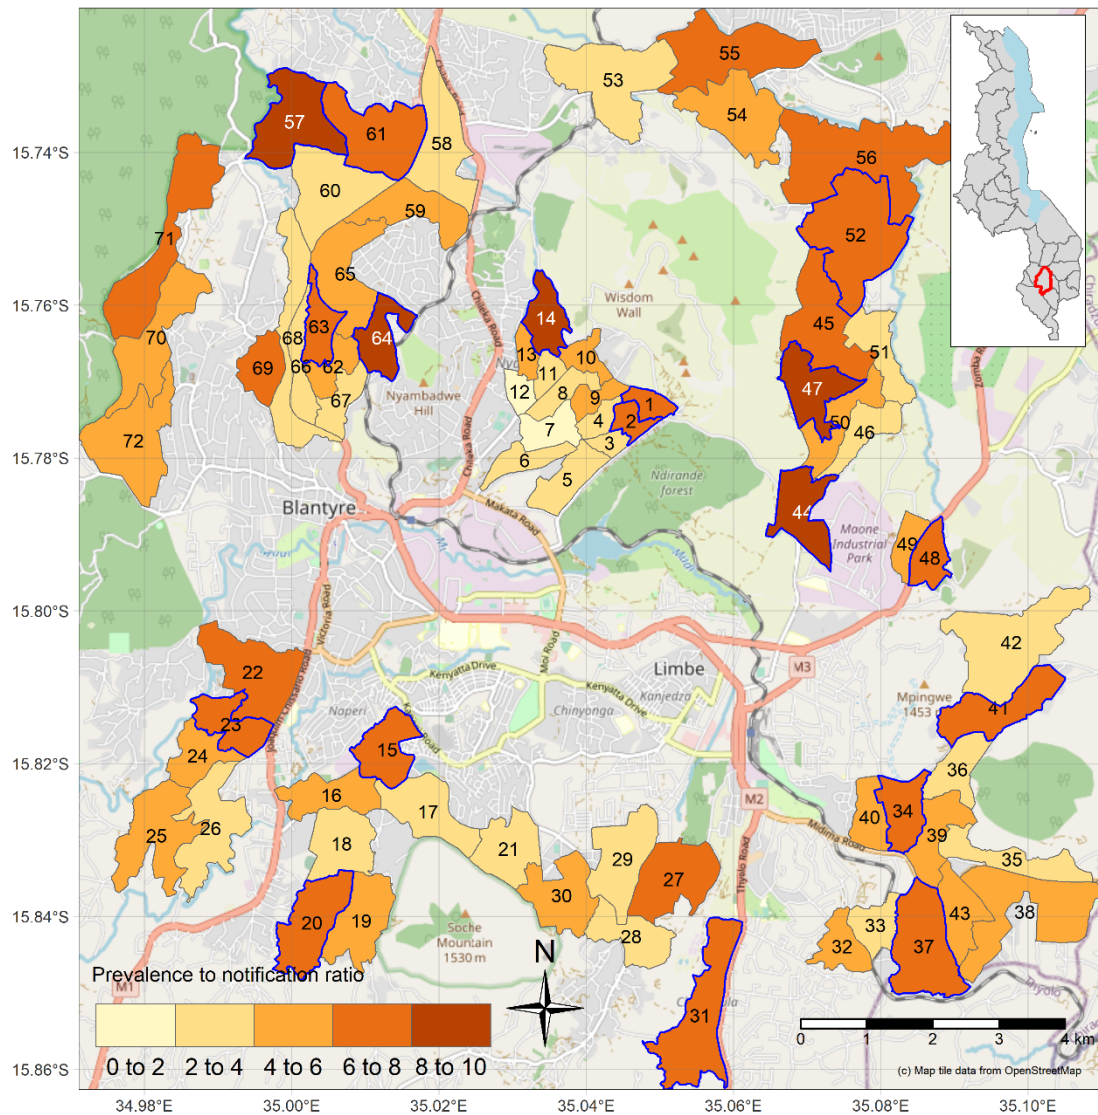 55
53
57
54
61
58
15.74°S
56
60
59
71
52
65
15.76°S
Wisdom
Wall
Chileka Road
14
45
63
64
70
68
51
13
10
11
69
66
62
47
12
8
9
1
Nyambadwe
Hill
67
4
2
50
7
46
72
3
15.78°S
6
5
Ndirande
forest
Chileka Road
Blantyre
Makata Road
44
Maone
Industrial
Park
49
48
15.80°S
Victoria Road
42
Mol Road
M3
Kenyatta Drive
Limbe
22
Kenyatta Drive
Kanjedza
Mpingwe
1453 m
Naperi
Chinyonga
41
23
Joaquim Chissano Road
15
24
15.82°S
36
16
M2
17
34
40
25
26
Midima Road
39
18
21
29
35
27
Thyolo Road
30
15.84°S
20
19
Soche
Mountain
1530 m
33
43
38
28
32
37
N
Prevalence to notification ratio
M1
31
Thyolo
0 to 2
2 to 4
4 to 6
6 to 8
8 to 10
0
1
2
3
4 km
15.86°S
(c) Map tile data from OpenStreetMap
34.98°E
35.00°E
35.02°E
35.04°E
35.06°E
35.08°E
35.10°E